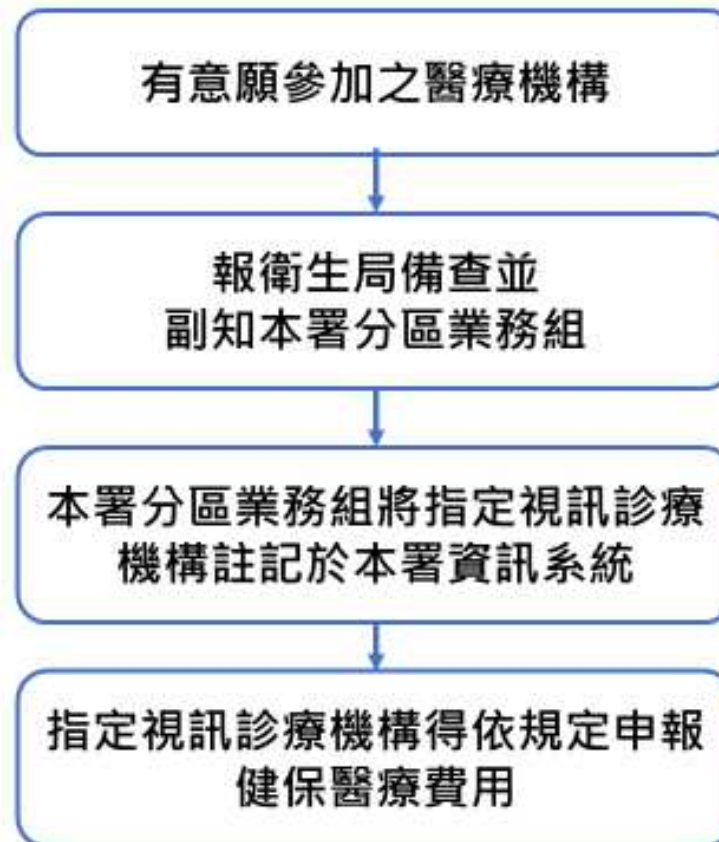 有意願參加之醫療機構
報衛生局備查並
副知本署分區業務組
本署分區業務組將指定視訊診療
機構註記於本署資訊系統
指定視訊診療機構得依規定申報
健保醫療費用